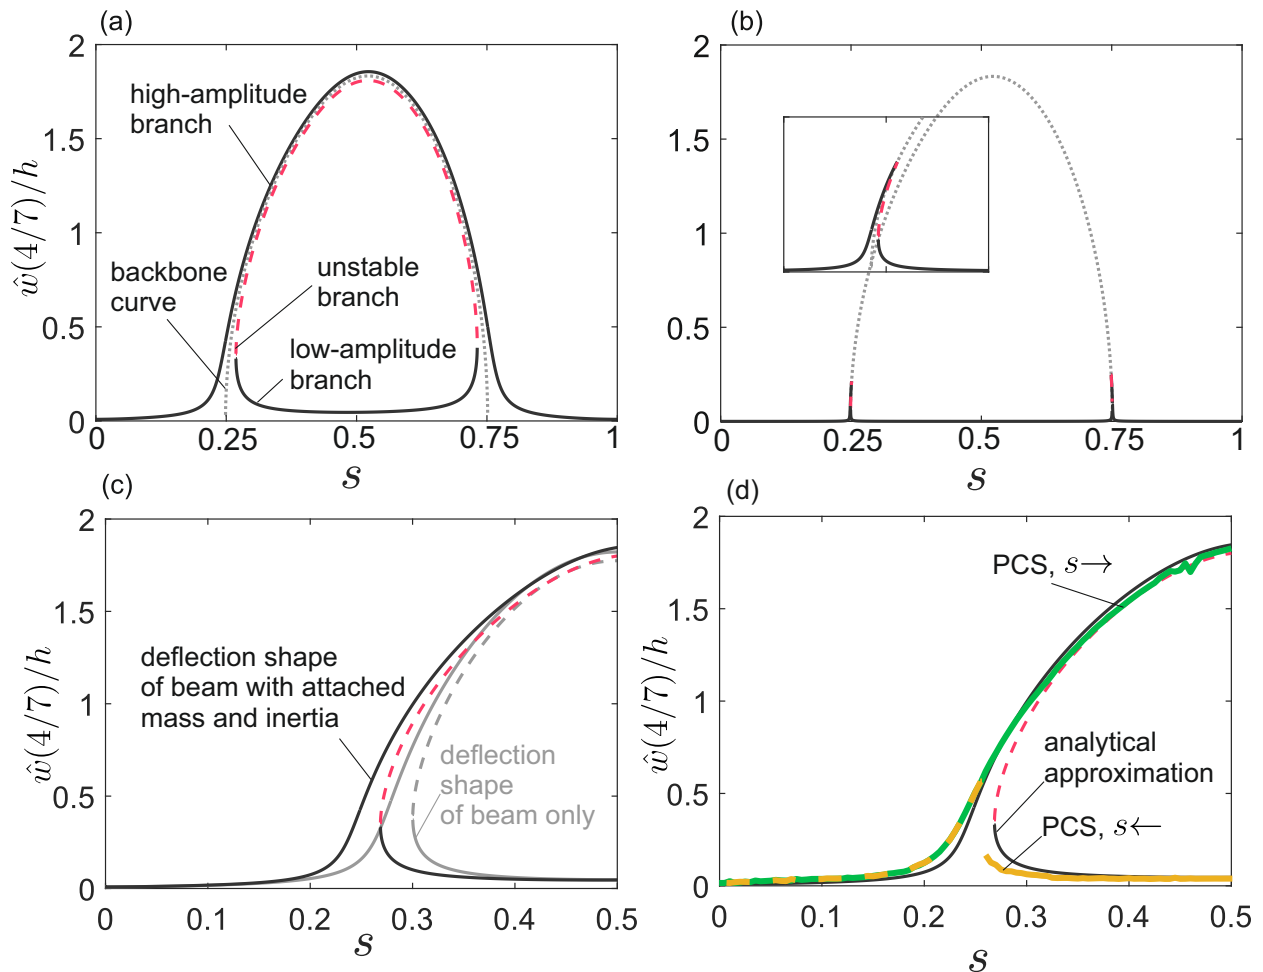 (a)
2
1.5
1
0.5
0
ŵ(4/7)/h
high-amplitude
branch
backbone
curve
unstable
branch
low-amplitude
branch
0 0.25 0.5 0.75 1
s
(b)
2
1.5
1
0.5
0
0 0.25 0.5 0.75 1
s
(c)
2
1.5
1
0.5
0
ŵ(4/7)/h
deflection shape
of beam with attached
mass and inertia
deflection
shape
of beam only
0 0.1 0.2 0.3 0.4 0.5
s
(d)
2
1.5
1
0.5
0
ŵ(4/7)/h
PCS, s→
analytical
approximation
PCS, s←
0 0.1 0.2 0.3 0.4 0.5
s